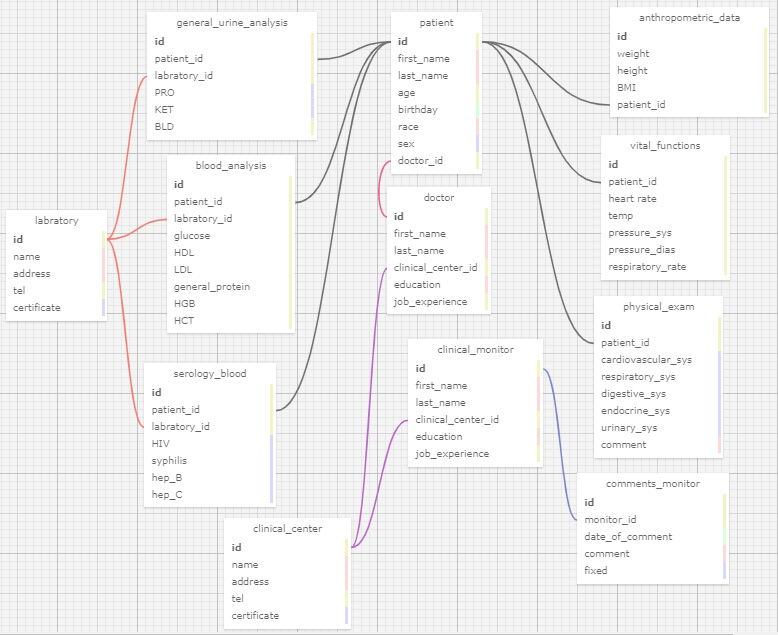 general_urine_analysis
id
patient_id
labratory_id
PRO
KET
BLD
patient
id
first_name
last_name
age
birthday
race
sex
doctor_id
anthropometric_data
id
weight
height
BMI
patient_id
blood_analysis
id
patient_id
labratory_id
glucose
HDL
LDL
general_protein
HGB
HCT
vital_functions
id
patient_id
heart rate
temp
pressure_sys
pressure_dias
respiratory_rate
labratory
id
name
address
tel
certificate
doctor
id
first_name
last_name
clinical_center_id
education
job_experience
physical_exam
id
patient_id
cardiovascular_sys
respiratory_sys
digestive_sys
endocrine_sys
urinary_sys
comment
clinical_monitor
id
first_name
last_name
clinical_center_id
education
job_experience
serology_blood
id
patient_id
labratory_id
HIV
syphilis
hep_B
hep_C
comments_monitor
id
monitor_id
date_of_comment
comment
fixed
clinical_center
id
name
address
tel
certificate